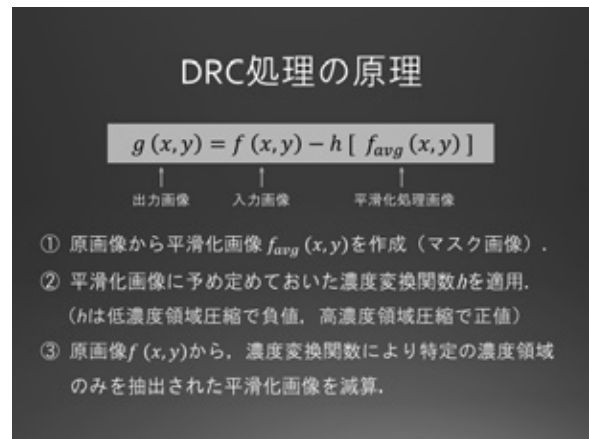 DRC処理の原理
g (x,y) = f (x,y) − h [ f_avg (x,y) ]
出力画像 入力画像 平滑化処理画像
① 原画像から平滑化画像 f_avg (x,y)を作成（マスク画像）．
② 平滑化画像に予め定めておいた濃度変換関数hを適用．
（hは低濃度領域圧縮で負値，高濃度領域圧縮で正値）
③ 原画像f (x,y)から，濃度変換関数により特定の濃度領域
のみを抽出された平滑化画像を減算．